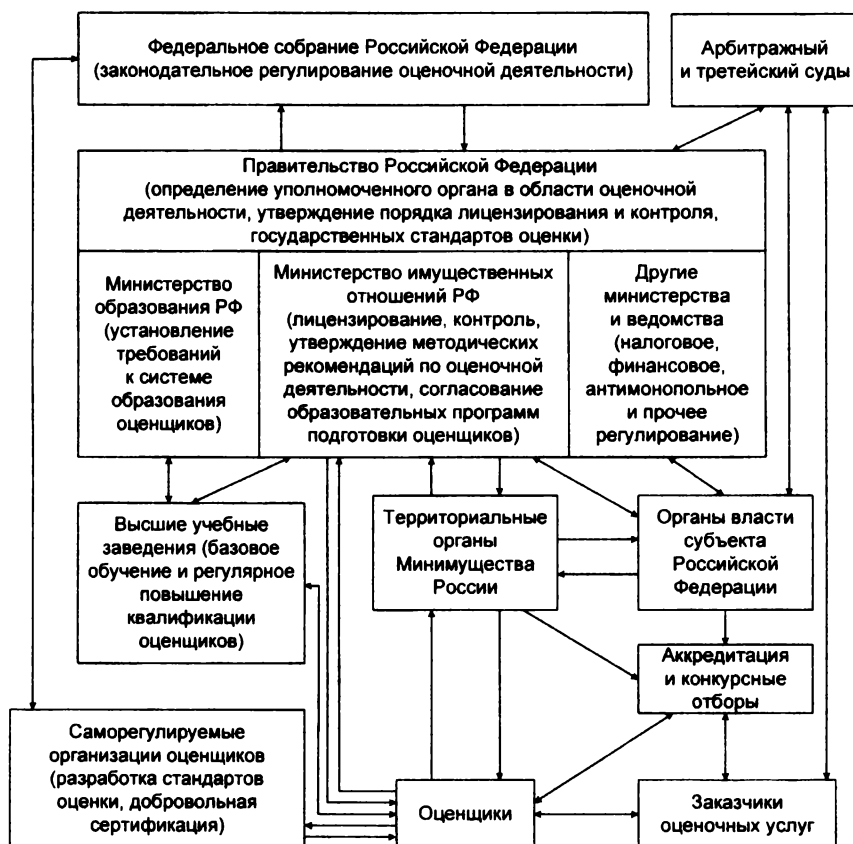 Федеральное собрание Российской Федерации
(законодательное регулирование оценочной деятельности)
Арбитражный
и третейский суды
Правительство Российской Федерации
(определение уполномоченного органа в области оценочной
деятельности, утверждение порядка лицензирования и контроля,
государственных стандартов оценки)
Министерство
образования РФ
(установление
требований
к системе
образования
оценщиков)
Министерство имущественных
отношений РФ
(лицензирование, контроль,
утверждение методических
рекомендаций по оценочной
деятельности, согласование
образовательных программ
подготовки оценщиков)
Другие
министерства
и ведомства
(налоговое,
финансовое,
антимонопольное
и прочее
регулирование)
Высшие учебные
заведения (базовое
обучение и регулярное
повышение
квалификации
оценщиков)
Территориальные
органы
Минимущества
России
Органы власти
субъекта
Российской
Федерации
Аккредитация
и конкурсные
отборы
Саморегулируемые
организации оценщиков
(разработка стандартов
оценки, добровольная
сертификация)
Оценщики
Заказчики
оценочных услуг